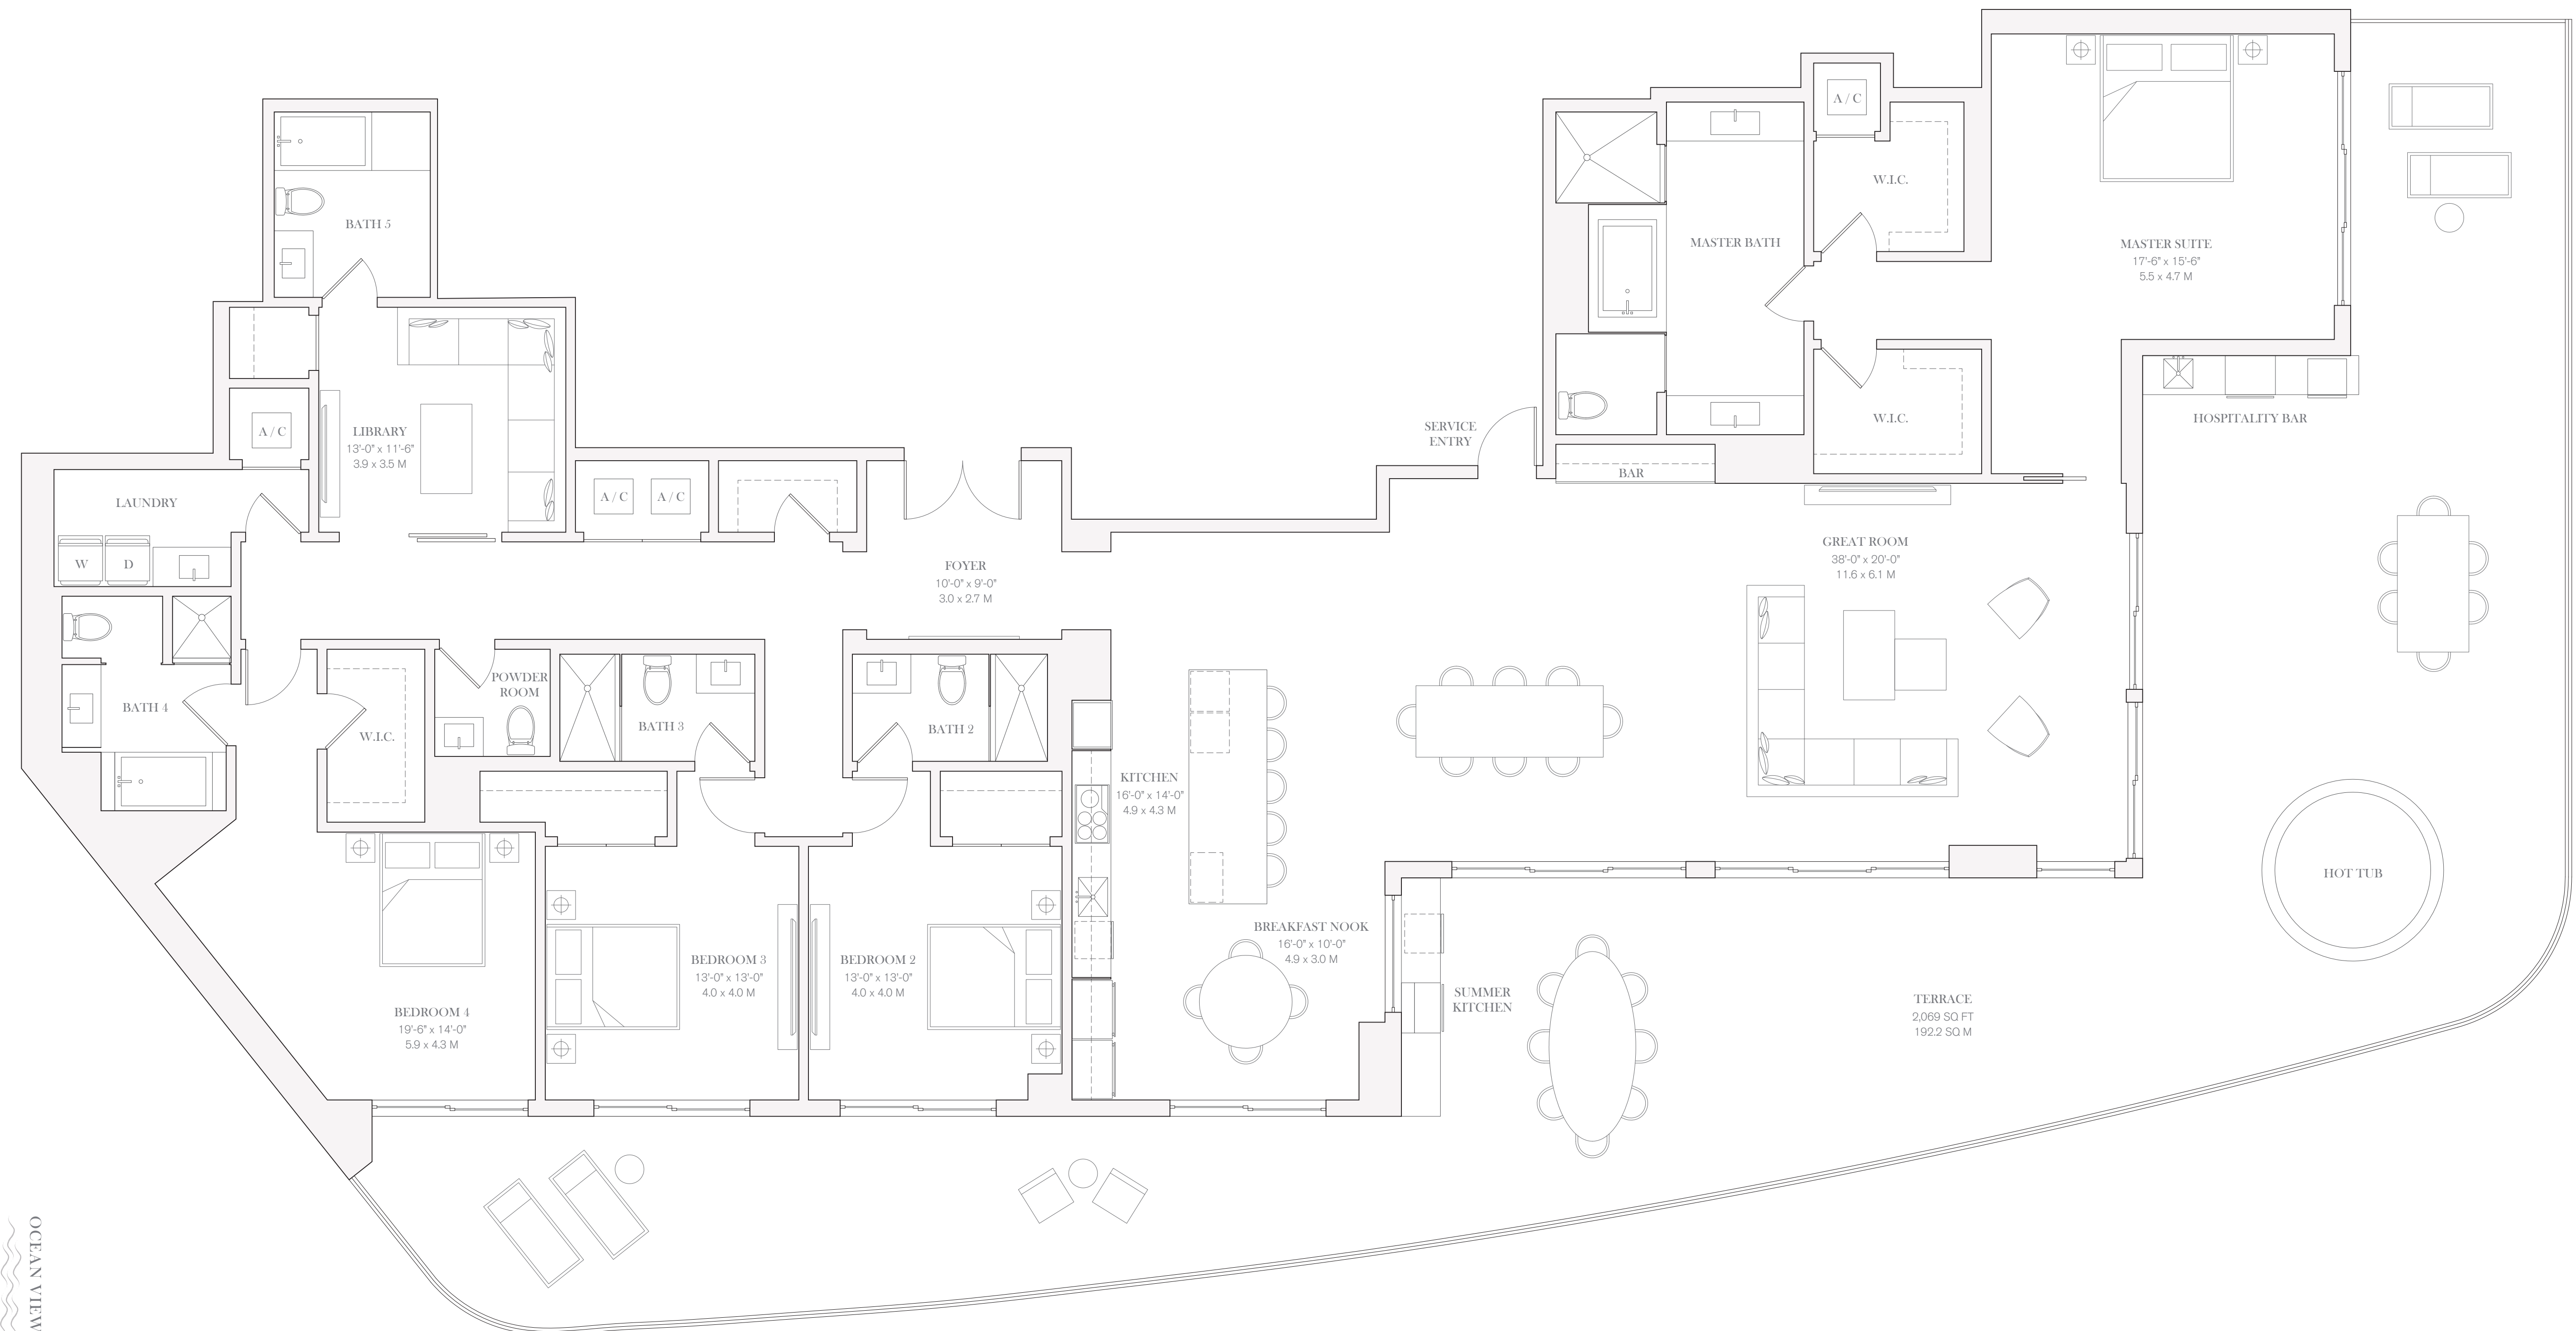 A / C
BATH 5
W.I.C.
MASTER BATH
MASTER SUITE
17'-6" x 15'-6"
5.5 x 4.7 M
W.I.C.
HOSPITALITY BAR
SERVICE
ENTRY
BAR
A / C
LIBRARY
13'-0" x 11'-6"
3.9 x 3.5 M
A / C
A / C
LAUNDRY
W
D
FOYER
10'-0" x 9'-0"
3.0 x 2.7 M
GREAT ROOM
38'-0" x 20'-0"
11.6 x 6.1 M
BATH 4
W.I.C.
POWDER
ROOM
BATH 3
BATH 2
KITCHEN
16'-0" x 14'-0"
4.9 x 4.3 M
HOT TUB
BREAKFAST NOOK
16'-0" x 10'-0"
4.9 x 3.0 M
BEDROOM 4
19'-6" x 14'-0"
5.9 x 4.3 M
BEDROOM 3
13'-0" x 13'-0"
4.0 x 4.0 M
BEDROOM 2
13'-0" x 13'-0"
4.0 x 4.0 M
SUMMER
KITCHEN
TERRACE
2,069 SQ FT
192.2 SQ M
OCEAN VIEW